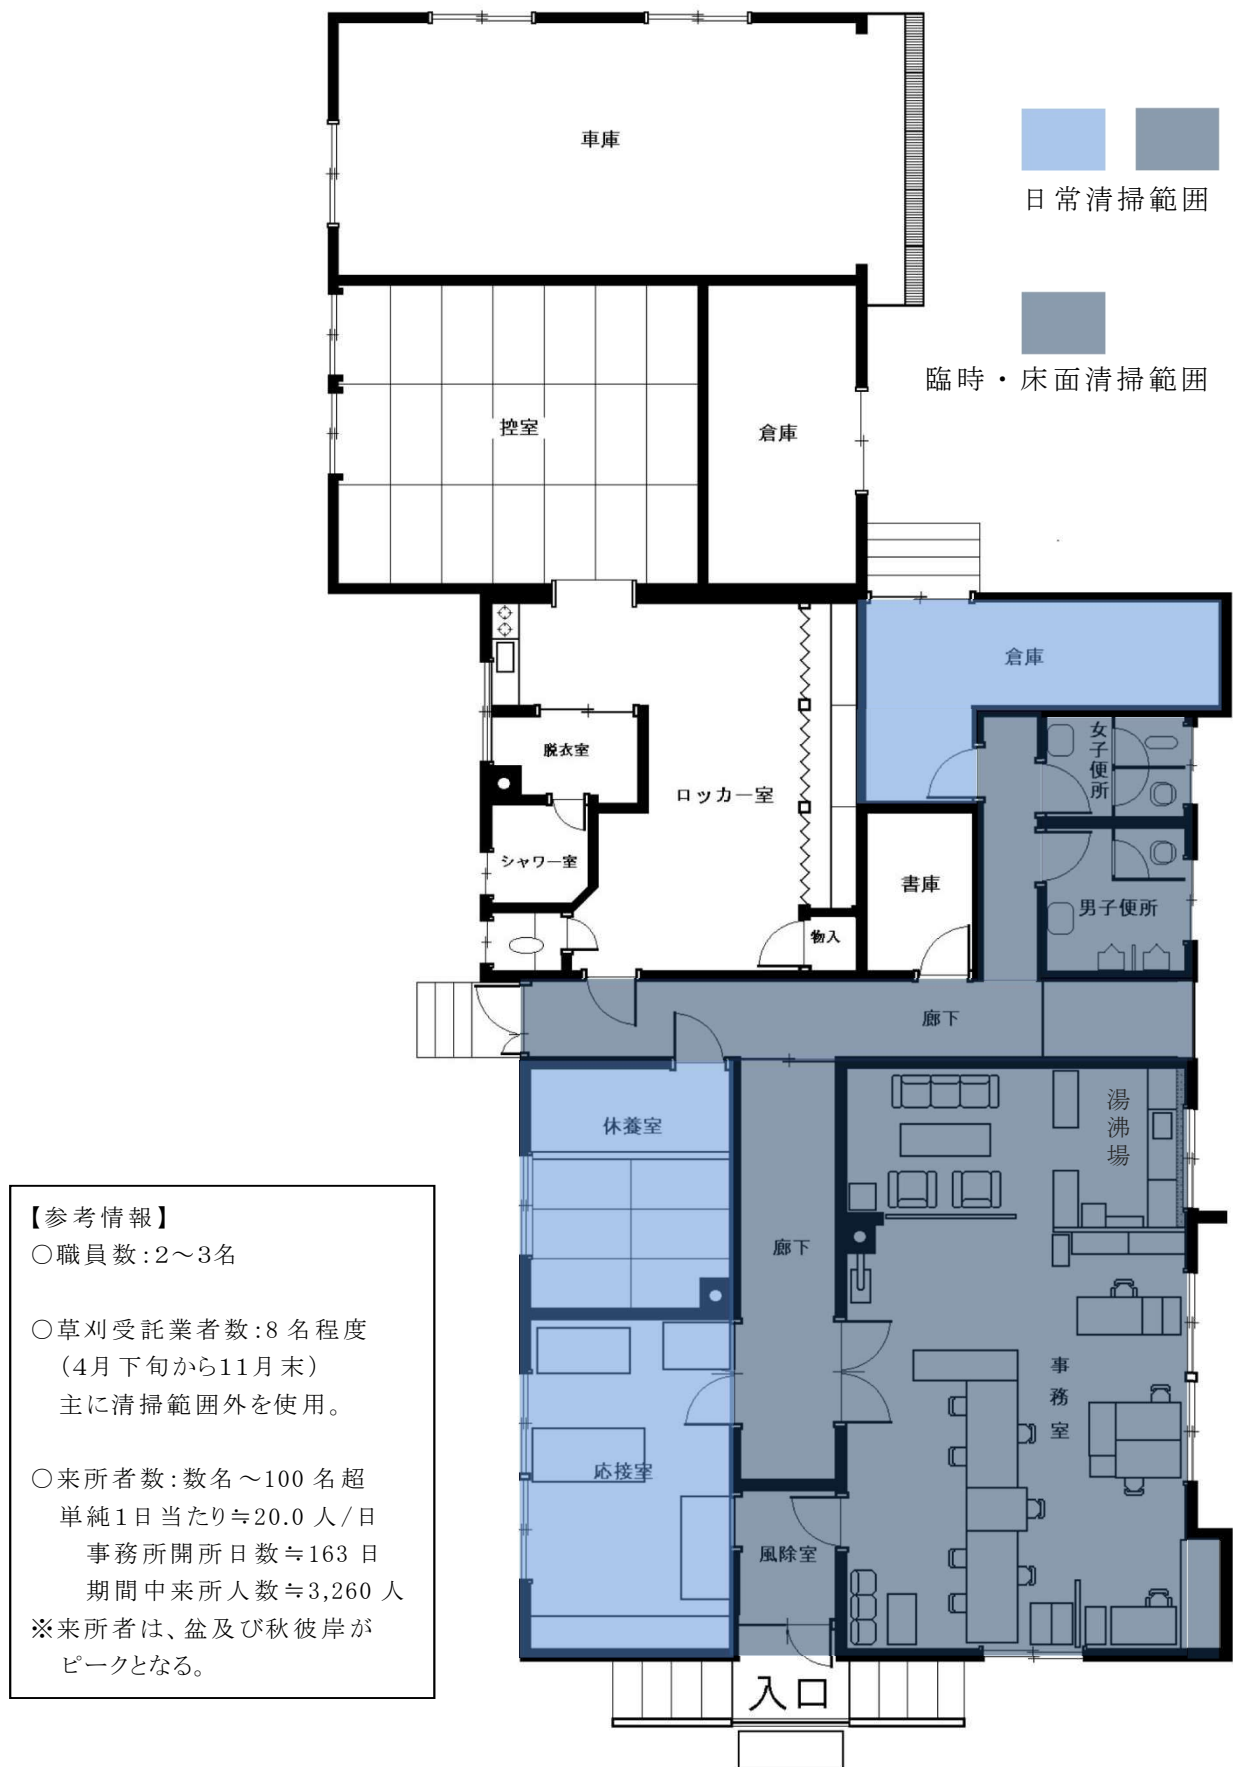 車庫
日常清掃範囲
臨時・床面清掃範囲
控室
倉庫
倉庫
女子便所
脱衣室
ロッカー室
シャワー室
書庫
男子便所
物入
廊下
休養室
湯沸場
廊下
事務室
応接室
風除室
入口
【参考情報】
○職員数:2～3名
○草刈受託業者数:8名程度
（4月下旬から11月末）
主に清掃範囲外を使用。
○来所者数:数名～100名超
単純1日当たり≒20.0人/日
事務所開所日数≒163日
期間中来所人数≒3,260人
※来所者は、盆及び秋彼岸が
ピークとなる。